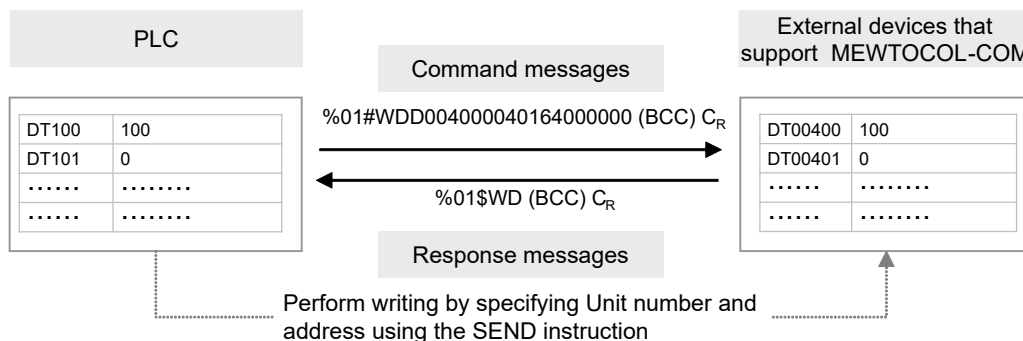 PLC
External devices that
support MEWTOCOL-COM
Command messages
%01#WDD004000040164000000 (BCC) CR
DT100 100
DT101 0
...... ........
...... ........
DT00400 100
DT00401 0
...... ........
...... ........
%01$WD (BCC) CR
Response messages
Perform writing by specifying Unit number and
address using the SEND instruction